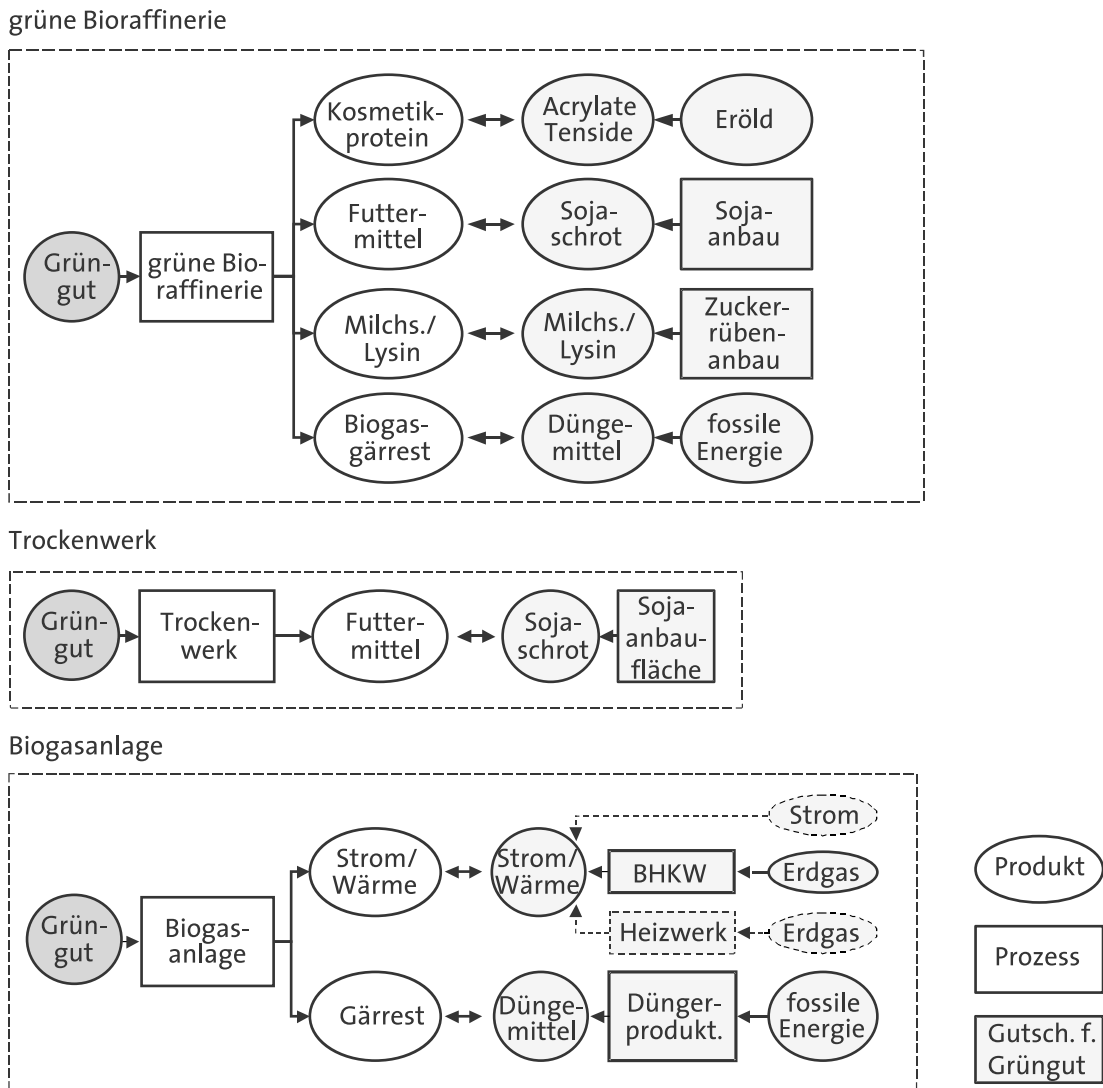 grüne Bioraffinerie
Kosmetik-
protein
Acrylate
Tenside
Eröld
Futter-
mittel
Soja-
schrot
Soja-
anbau
Grün-
gut
grüne Bio-
raffinerie
Milchs./
Lysin
Milchs./
Lysin
Zucker-
rüben-
anbau
Biogas-
gärrest
Dünge-
mittel
fossile
Energie
Trockenwerk
Grün-
gut
Trocken-
werk
Futter-
mittel
Soja-
schrot
Soja-
anbau-
fläche
Biogasanlage
Grün-
gut
Biogas-
anlage
Strom/
Wärme
Strom/
Wärme
Strom
BHKW
Erdgas
Heizwerk
Erdgas
Gärrest
Dünge-
mittel
Dünger-
produkt.
fossile
Energie
Produkt
Prozess
Gutsch. f.
Grüngut